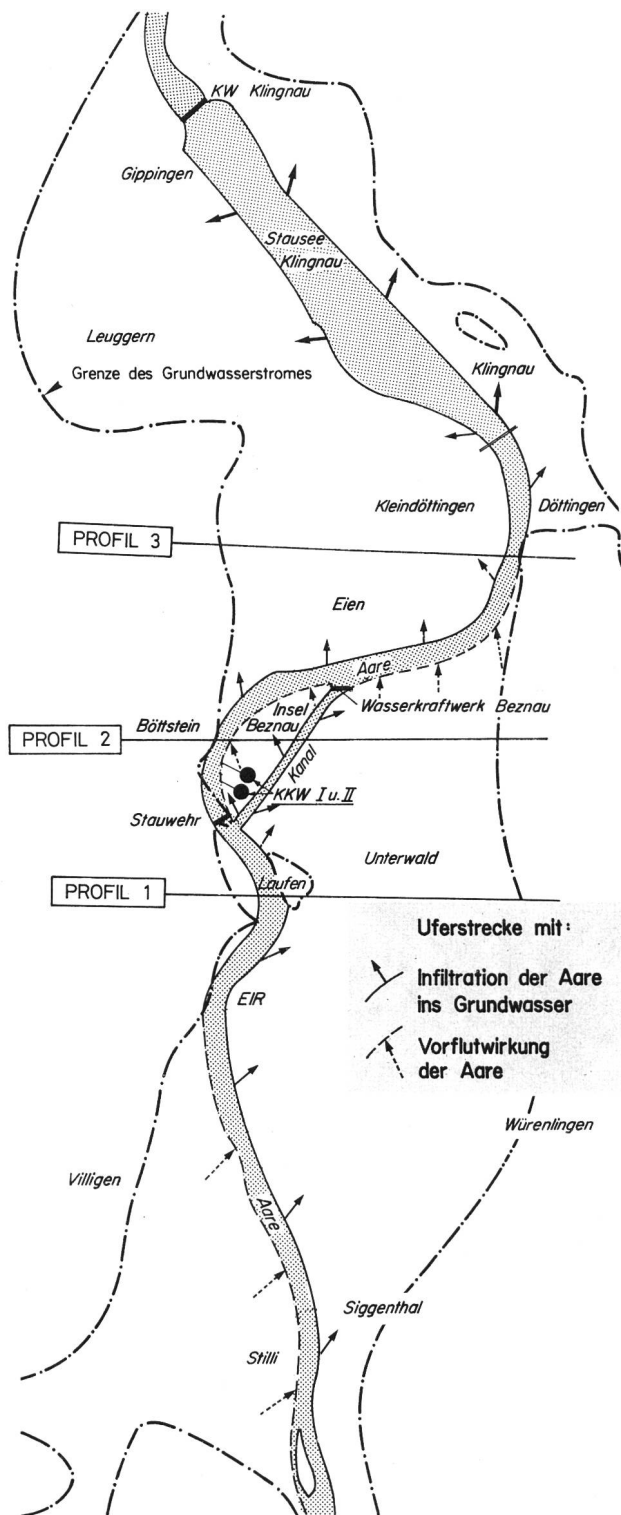 KW Klingnau
Gippingen
Stausee
Klingnau
Leuggern
Grenze des Grundwasserstromes
Klingnau
Kleindöttingen
Döttingen
PROFIL 3
Eien
Aare
Insel
Beznau
Wasserkraftwerk Beznau
Böttstein
PROFIL 2
Kanal
KKW I u. II
Stauwehr
Unterwald
Laufen
PROFIL 1
Uferstrecke mit:
Infiltration der Aare
ins Grundwasser
EIR
Vorflutwirkung
der Aare
Würenlingen
Villigen
Aare
Siggenthal
Stilli